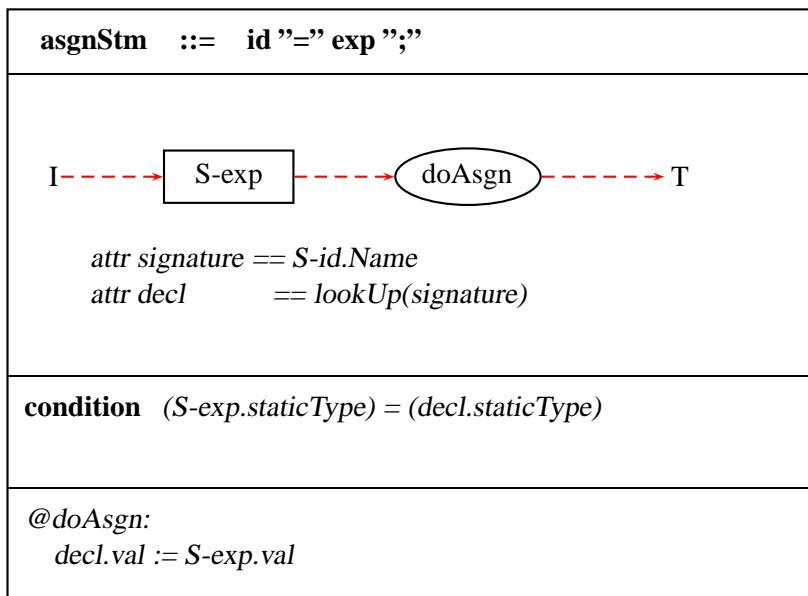 asgnStm ::= id ”=” exp ”;”
I S-exp doAsgn T
attr signature == S-id.Name
attr decl == lookUp(signature)
condition (S-exp.staticType) = (decl.staticType)
@doAsgn:
decl.val := S-exp.val